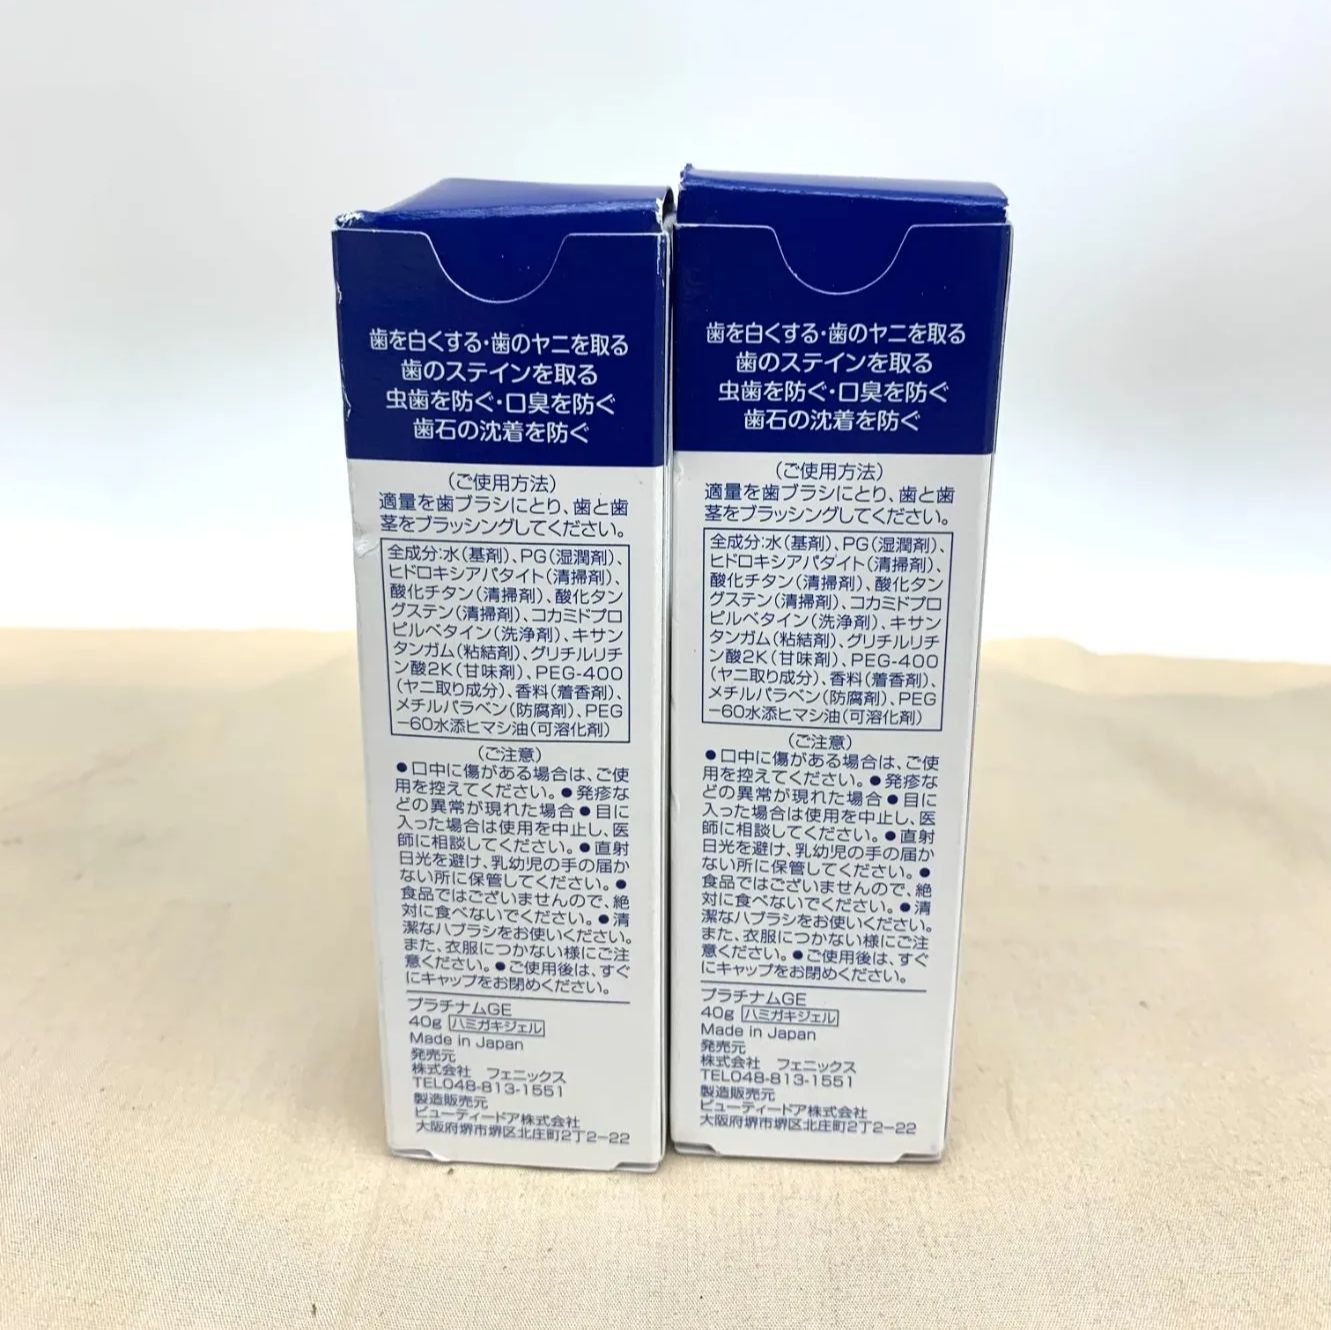 歯を白くする・歯のヤニを取る
歯のステインを取る
虫歯を防ぐ・口臭を防ぐ
歯石の沈着を防ぐ
(ご使用方法)
適量を歯ブラシにとり、歯と歯
茎をブラッシングしてください。
全成分:水(基剤)、PG(湿潤剤)、
ヒドロキシアパタイト(清掃剤)、
酸化チタン(清掃剤)、酸化タン
グステン(清掃剤)、コカミドプロ
ピルベタイン(洗浄剤)、キサン
タンガム(粘結剤)、グリチルリチ
ン酸2K(甘味剤)、PEG-400
(ヤニ取り成分)、香料(着香剤)、
メチルパラベン(防腐剤)、PEG
-60水添ヒマシ油(可溶化剤)
(ご注意)
●口中に傷がある場合は、ご使
用を控えてください。●発疹な
どの異常が現れた場合●目に
入った場合は使用を中止し、医
師に相談してください。●直射
日光を避け、乳幼児の手の届か
ない所に保管してください。●
食品ではございませんので、絶
対に食べないでください。●清
潔なハブラシをお使いください。
また、衣服につかない様にご注
意ください。●ご使用後は、すぐ
にキャップをお閉めください。
プラチナムGE
40g ハミガキジェル
Made in Japan
発売元
株式会社 フェニックス
TEL048-813-1551
製造販売元
ビューティードア株式会社
大阪府堺市堺区北庄町2丁2-22
歯を白くする・歯のヤニを取る
歯のステインを取る
虫歯を防ぐ・口臭を防ぐ
歯石の沈着を防ぐ
(ご使用方法)
適量を歯ブラシにとり、歯と歯
茎をブラッシングしてください。
全成分:水(基剤)、PG(湿潤剤)、
ヒドロキシアパタイト(清掃剤)、
酸化チタン(清掃剤)、酸化タン
グステン(清掃剤)、コカミドプロ
ピルベタイン(洗浄剤)、キサン
タンガム(粘結剤)、グリチルリチ
ン酸2K(甘味剤)、PEG-400
(ヤニ取り成分)、香料(着香剤)、
メチルパラベン(防腐剤)、PEG
-60水添ヒマシ油(可溶化剤)
(ご注意)
●口中に傷がある場合は、ご使
用を控えてください。●発疹な
どの異常が現れた場合●目に
入った場合は使用を中止し、医
師に相談してください。●直射
日光を避け、乳幼児の手の届か
ない所に保管してください。●
食品ではございませんので、絶
対に食べないでください。●清
潔なハブラシをお使いください。
また、衣服につかない様にご注
意ください。●ご使用後は、すぐ
にキャップをお閉めください。
プラチナムGE
40g ハミガキジェル
Made in Japan
発売元
株式会社 フェニックス
TEL048-813-1551
製造販売元
ビューティードア株式会社
大阪府堺市堺区北庄町2丁2-22